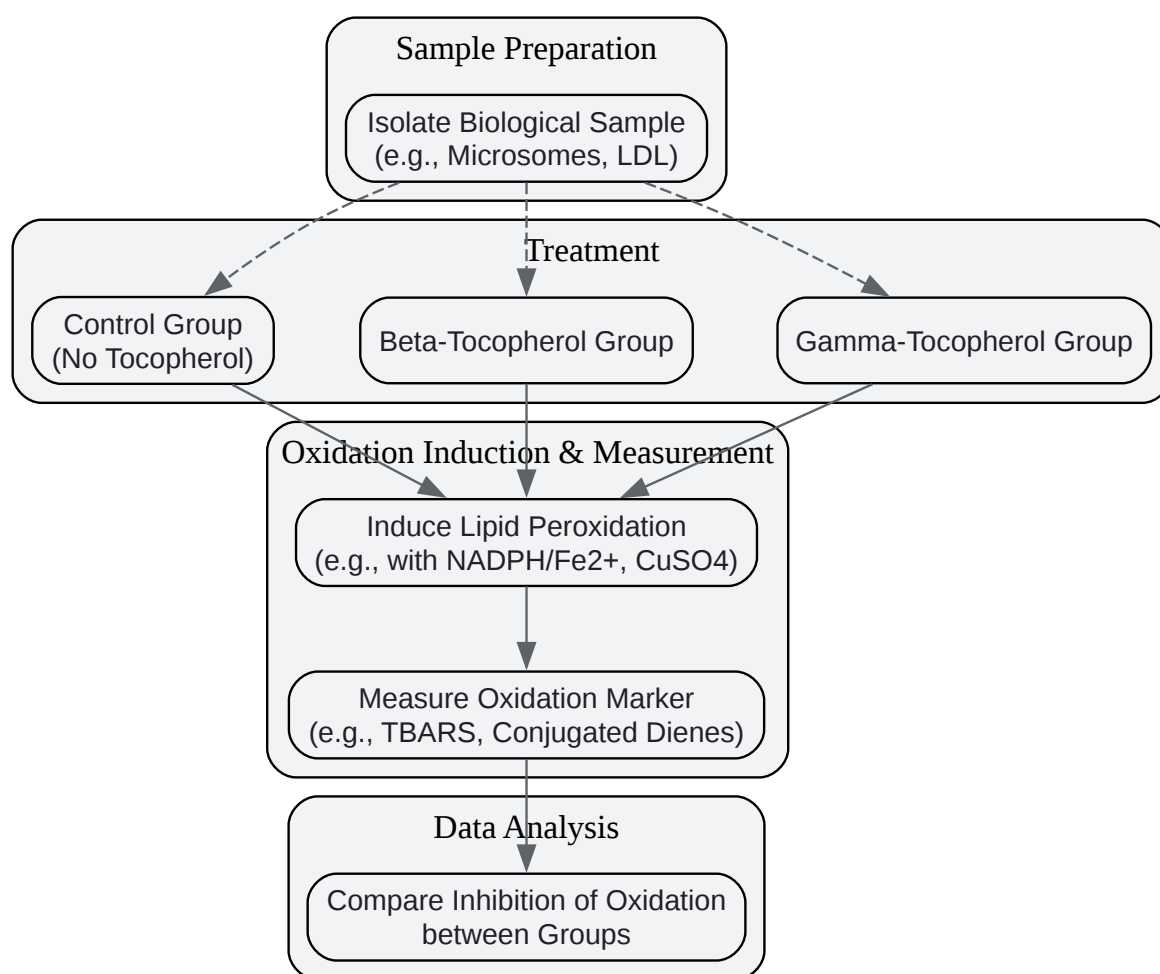 Sample Preparation
Isolate Biological Sample
(e.g., Microsomes, LDL)
Treatment
Control Group
(No Tocopherol)
Beta-Tocopherol Group
Gamma-Tocopherol Group
Oxidation Induction & Measurement
Induce Lipid Peroxidation
(e.g., with NADPH/Fe2+, CuSO4)
Measure Oxidation Marker
(e.g., TBARS, Conjugated Dienes)
Data Analysis
Compare Inhibition of Oxidation
between Groups